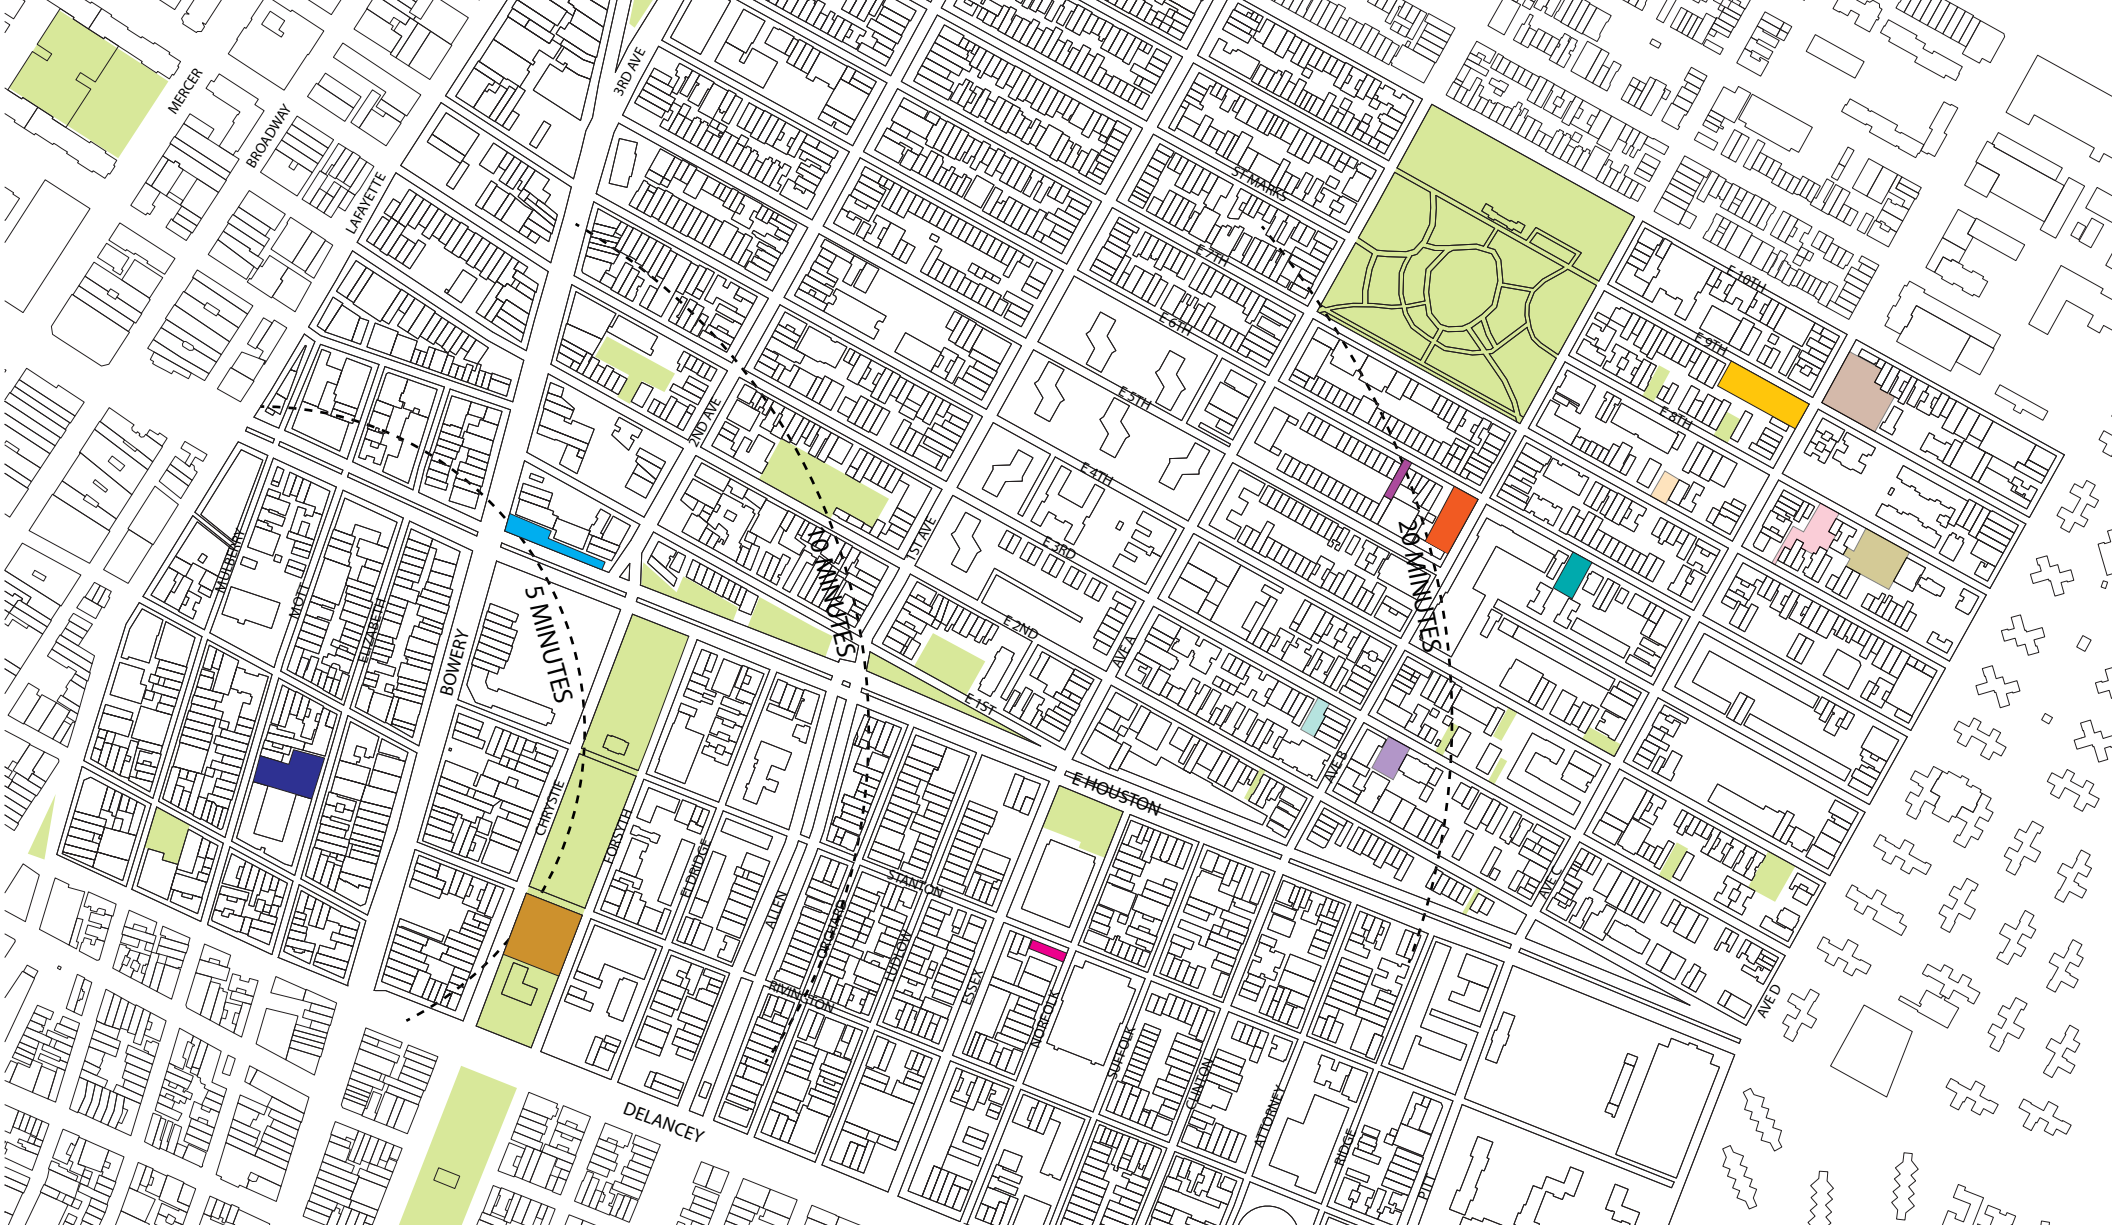 3RD AVE
MERCER
BROADWAY
LAFAYETTE
ST MARKS
E 7TH
E 10TH
E 6TH
E 9TH
E 5TH
2ND AVE
E 8TH
E 4TH
1ST AVE
E 3RD
10 MINUTES
20 MINUTES
MULBERRY
MOTT
ELIZABETH
5 MINUTES
BOWERY
E 2ND
AVE A
E 1ST
AVE B
E HOUSTON
CHRYSTIE
FORSYTH
ELDRIDGE
STANTON
AVE C
ALLEN
ORCHARD
LUDLOW
ESSEX
RIVINGTON
NORFOLK
AVE D
SUFFOLK
CLINTON
ATTORNEY
DELANCEY
RIDGE
PITT